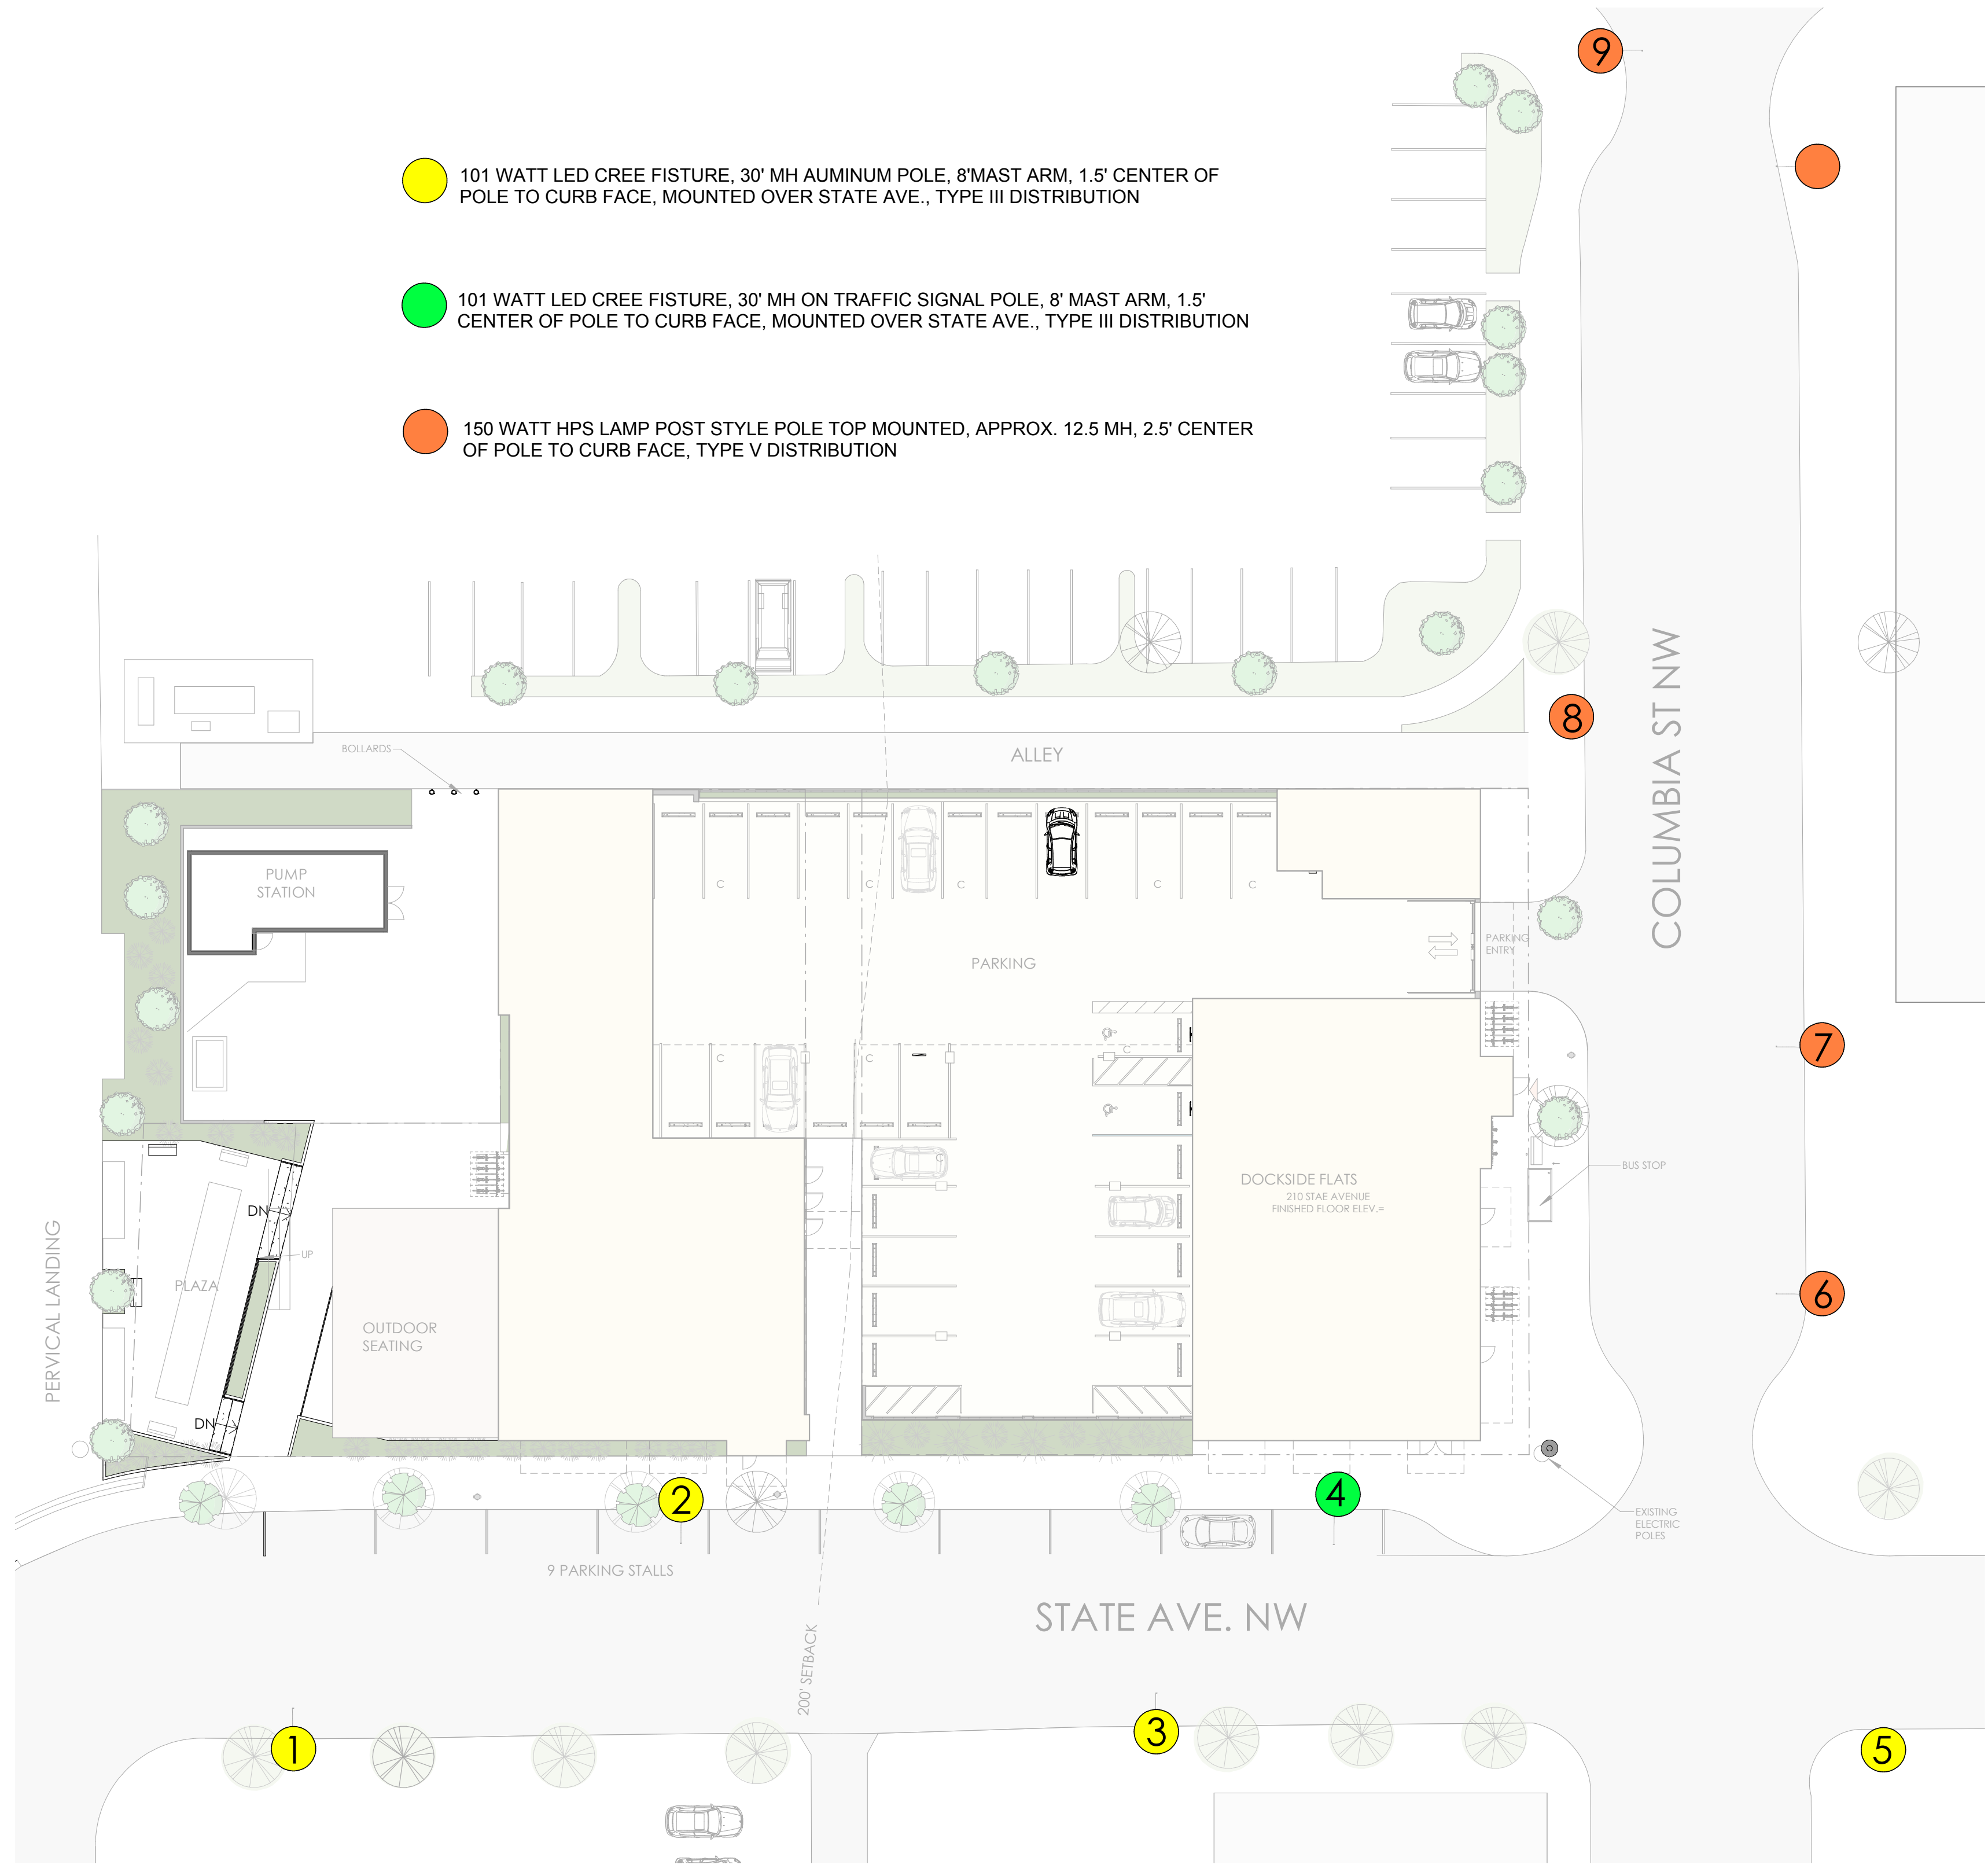 9
101 WATT LED CREE FISTURE, 30' MH AUMINUM POLE, 8'MAST ARM, 1.5' CENTER OF
POLE TO CURB FACE, MOUNTED OVER STATE AVE., TYPE III DISTRIBUTION
101 WATT LED CREE FISTURE, 30' MH ON TRAFFIC SIGNAL POLE, 8' MAST ARM, 1.5'
CENTER OF POLE TO CURB FACE, MOUNTED OVER STATE AVE., TYPE III DISTRIBUTION
150 WATT HPS LAMP POST STYLE POLE TOP MOUNTED, APPROX. 12.5 MH, 2.5' CENTER
OF POLE TO CURB FACE, TYPE V DISTRIBUTION
COLUMBIA ST NW
8
BOLLARDS
ALLEY
PUMP
STATION
C
C
C
C
C
PARKING
PARKING
ENTRY
7
C
C
C
C
DOCKSIDE FLATS
210 STAE AVENUE
FINISHED FLOOR ELEV.=
BUS STOP
DN
UP
PLAZA
PERVICAL LANDING
6
OUTDOOR
SEATING
DN
2
4
EXISTING
ELECTRIC
POLES
9 PARKING STALLS
STATE AVE. NW
200' SETBACK
1
3
5